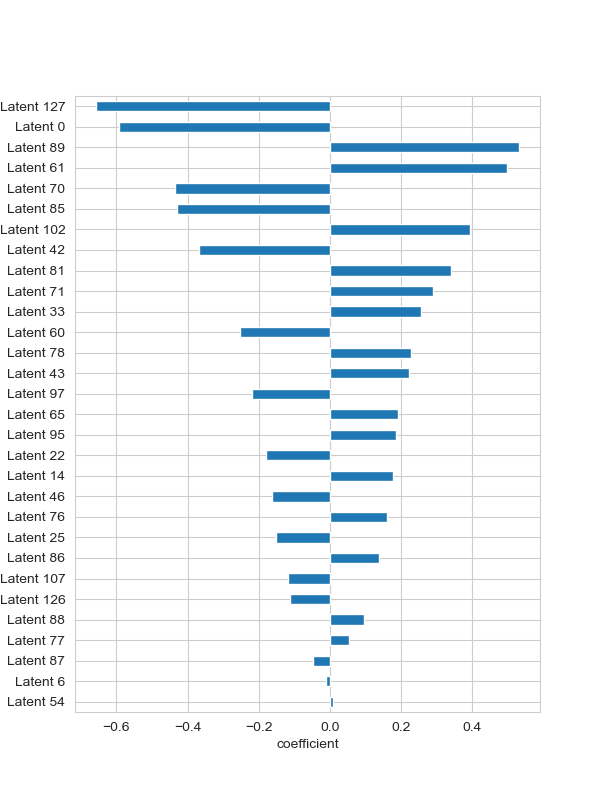 Latent 127
Latent 0
Latent 89
Latent 61
Latent 70
Latent 85
Latent 102
Latent 42
Latent 81
Latent 71
Latent 33
Latent 60
Latent 78
Latent 43
Latent 97
Latent 65
Latent 95
Latent 22
Latent 14
Latent 46
Latent 76
Latent 25
Latent 86
Latent 107
Latent 126
Latent 88
Latent 77
Latent 87
Latent 6
Latent 54
−0.6 −0.4 −0.2 0.0 0.2 0.4
coefficient